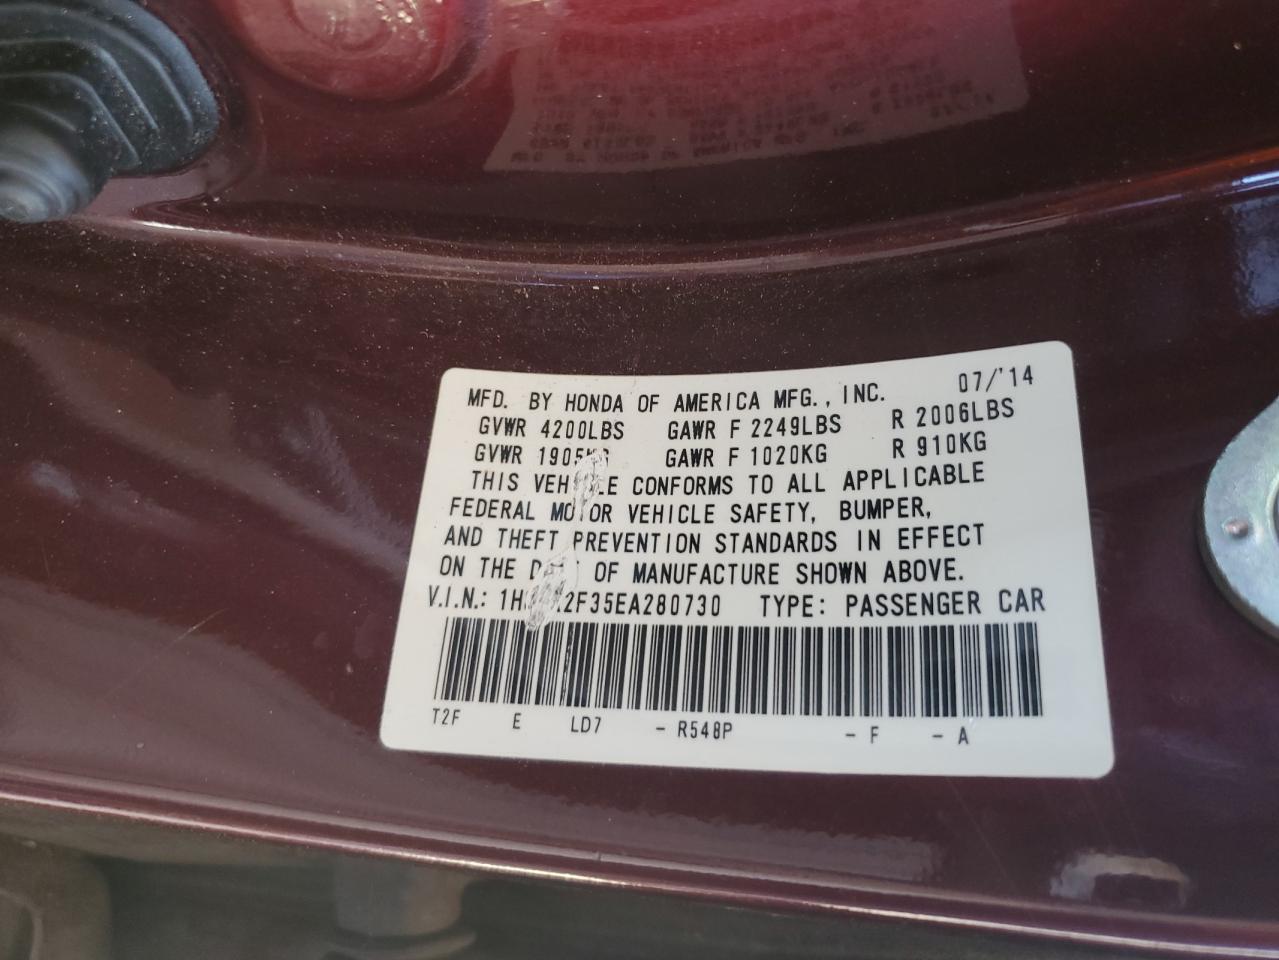 MFD. BY HONDA OF AMERICA MFG., INC. 07/'14
GVWR 4200LBS GAWR F 2249LBS R 2006LBS
GVWR GAWR F 1020KG R 910KG
THIS CONFORMS TO ALL APPLICABLE
FEDERAL MOTOR VEHICLE SAFETY, BUMPER,
AND THEFT PREVENTION STANDARDS IN EFFECT
ON THE OF MANUFACTURE SHOWN ABOVE.
V.I.N.: TYPE: PASSENGER CAR
T2F E LD7 - R548P - F - A